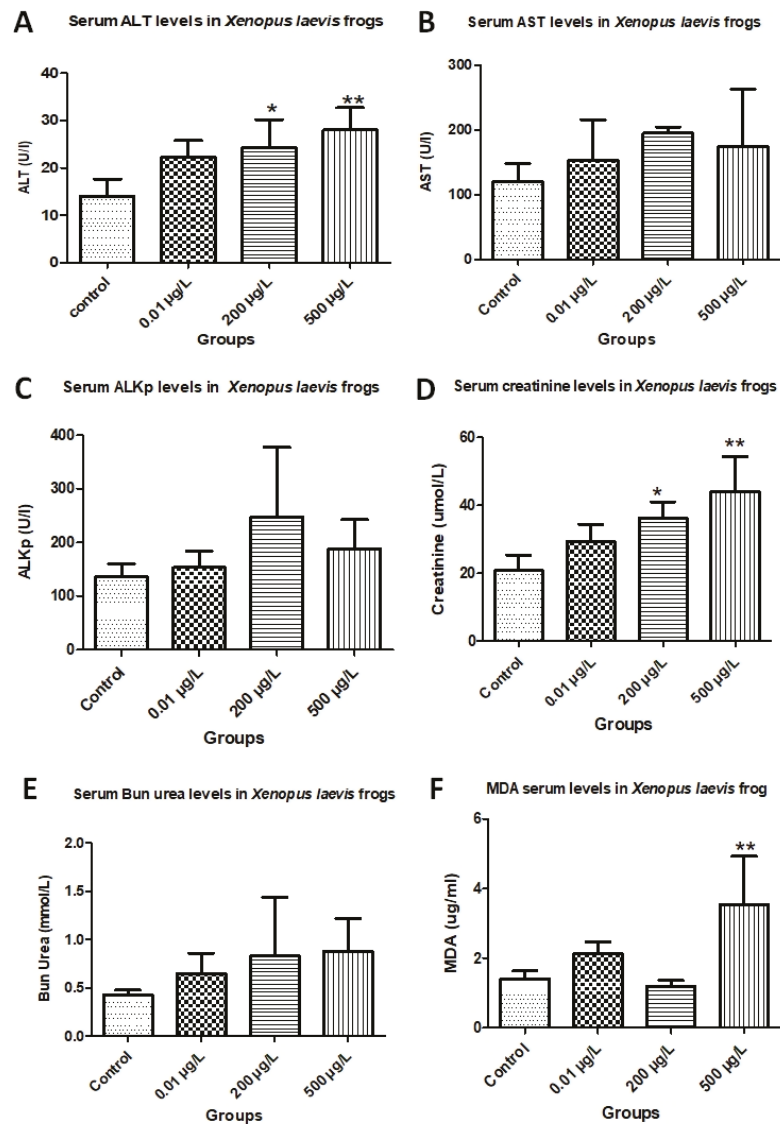 A
Serum ALT levels in Xenopus laevis frogs
ALT (U/l)
40
30
20
10
0
*
**
control
0.01 µg/L
200 µg/L
500 µg/L
Groups
B
Serum AST levels in Xenopus laevis frogs
AST (U/l)
300
200
100
0
Control
0.01 µg/L
200 µg/L
500 µg/L
Groups
C
Serum ALKp levels in Xenopus laevis frogs
ALKp (U/l)
400
300
200
100
0
Control
0.01 µg/L
200 µg/L
500 µg/L
Groups
D
Serum creatinine levels in Xenopus laevis frogs
Creatinine (umol/L)
60
40
20
0
*
**
Control
0.01 µg/L
200 µg/L
500 µg/L
Groups
E
Serum Bun urea levels in Xenopus laevis frogs
Bun Urea (mmol/L)
2.0
1.5
1.0
0.5
0.0
Control
0.01 µg/L
200 µg/L
500 µg/L
Groups
F
MDA serum levels in Xenopus laevis frog
MDA (ug/ml)
6
4
2
0
**
Control
0.01 µg/L
200 µg/L
500 µg/L
Groups